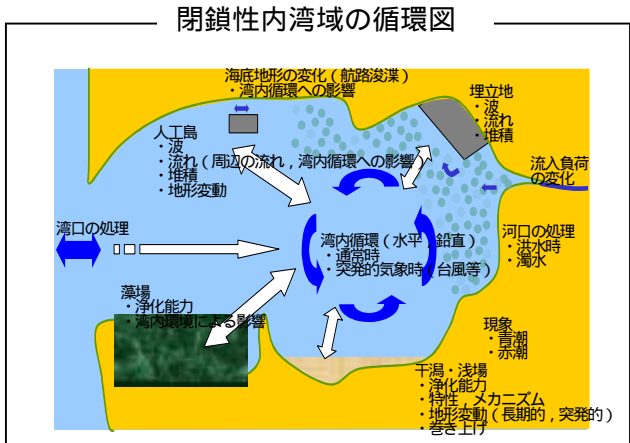 閉鎖性内湾域の循環図
海底地形の変化(航路浚渫)
・湾内循環への影響
埋立地
・波
・流れ
・堆積
人工島
・波
・流れ(周辺の流れ,湾内循環への影響)
・堆積
・地形変動
流入負荷
の変化
湾口の処理
湾内循環(水平,鉛直)
・通常時
・突発的気象時(台風等)
河口の処理
・洪水時
・濁水
藻場
・浄化能力
・湾内環境による影響
現象
・青潮
・赤潮
干潟・浅場
・浄化能力
・特性,メカニズム
・地形変動(長期的,突発的)
・巻き上げ